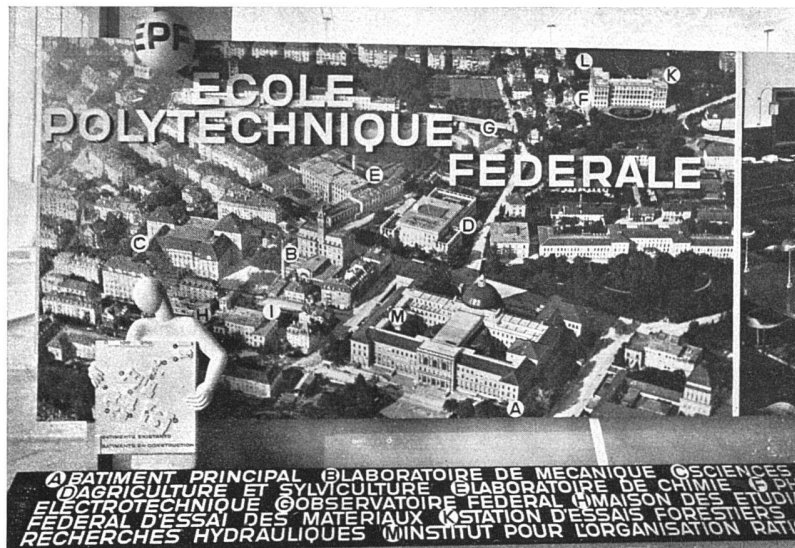 EPF
ECOLE
POLYTECHNIQUE
FEDERALE
L
K
F
G
E
D
C
B
H
I
M
A
BATIMENTS EXISTANTS
BATIMENTS EN CONSTRUCTION
A BATIMENT PRINCIPAL B LABORATOIRE DE MECANIQUE C SCIENCES
D AGRICULTURE ET SYLVICULTURE E LABORATOIRE DE CHIMIE F PH
ELECTROTECHNIQUE G OBSERVATOIRE FEDERAL H MAISON DES ETUDI
FEDERAL D'ESSAI DES MATERIAUX K STATION D'ESSAIS FORESTIERS
RECHERCHES HYDRAULIQUES M INSTITUT POUR L'ORGANISATION RATI